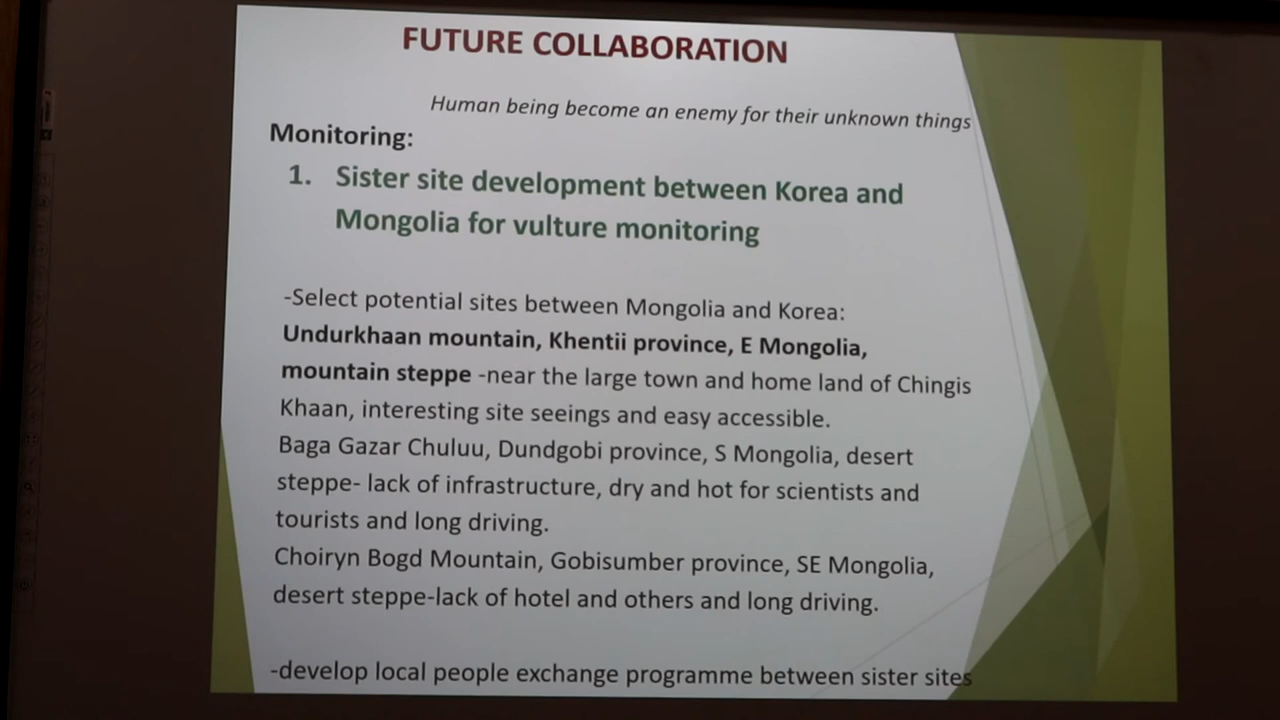 FUTURE COLLABORATION
Human being become an enemy for their unknown things
Monitoring:
1. Sister site development between Korea and
Mongolia for vulture monitoring
-Select potential sites between Mongolia and Korea:
Undurkhaan mountain, Khentii province, E Mongolia,
mountain steppe -near the large town and home land of Chingis
Khaan, interesting site seeings and easy accessible.
Baga Gazar Chuluu, Dundgobi province, S Mongolia, desert
steppe- lack of infrastructure, dry and hot for scientists and
tourists and long driving.
Choiryn Bogd Mountain, Gobisumber province, SE Mongolia,
desert steppe-lack of hotel and others and long driving.
-develop local people exchange programme between sister sites